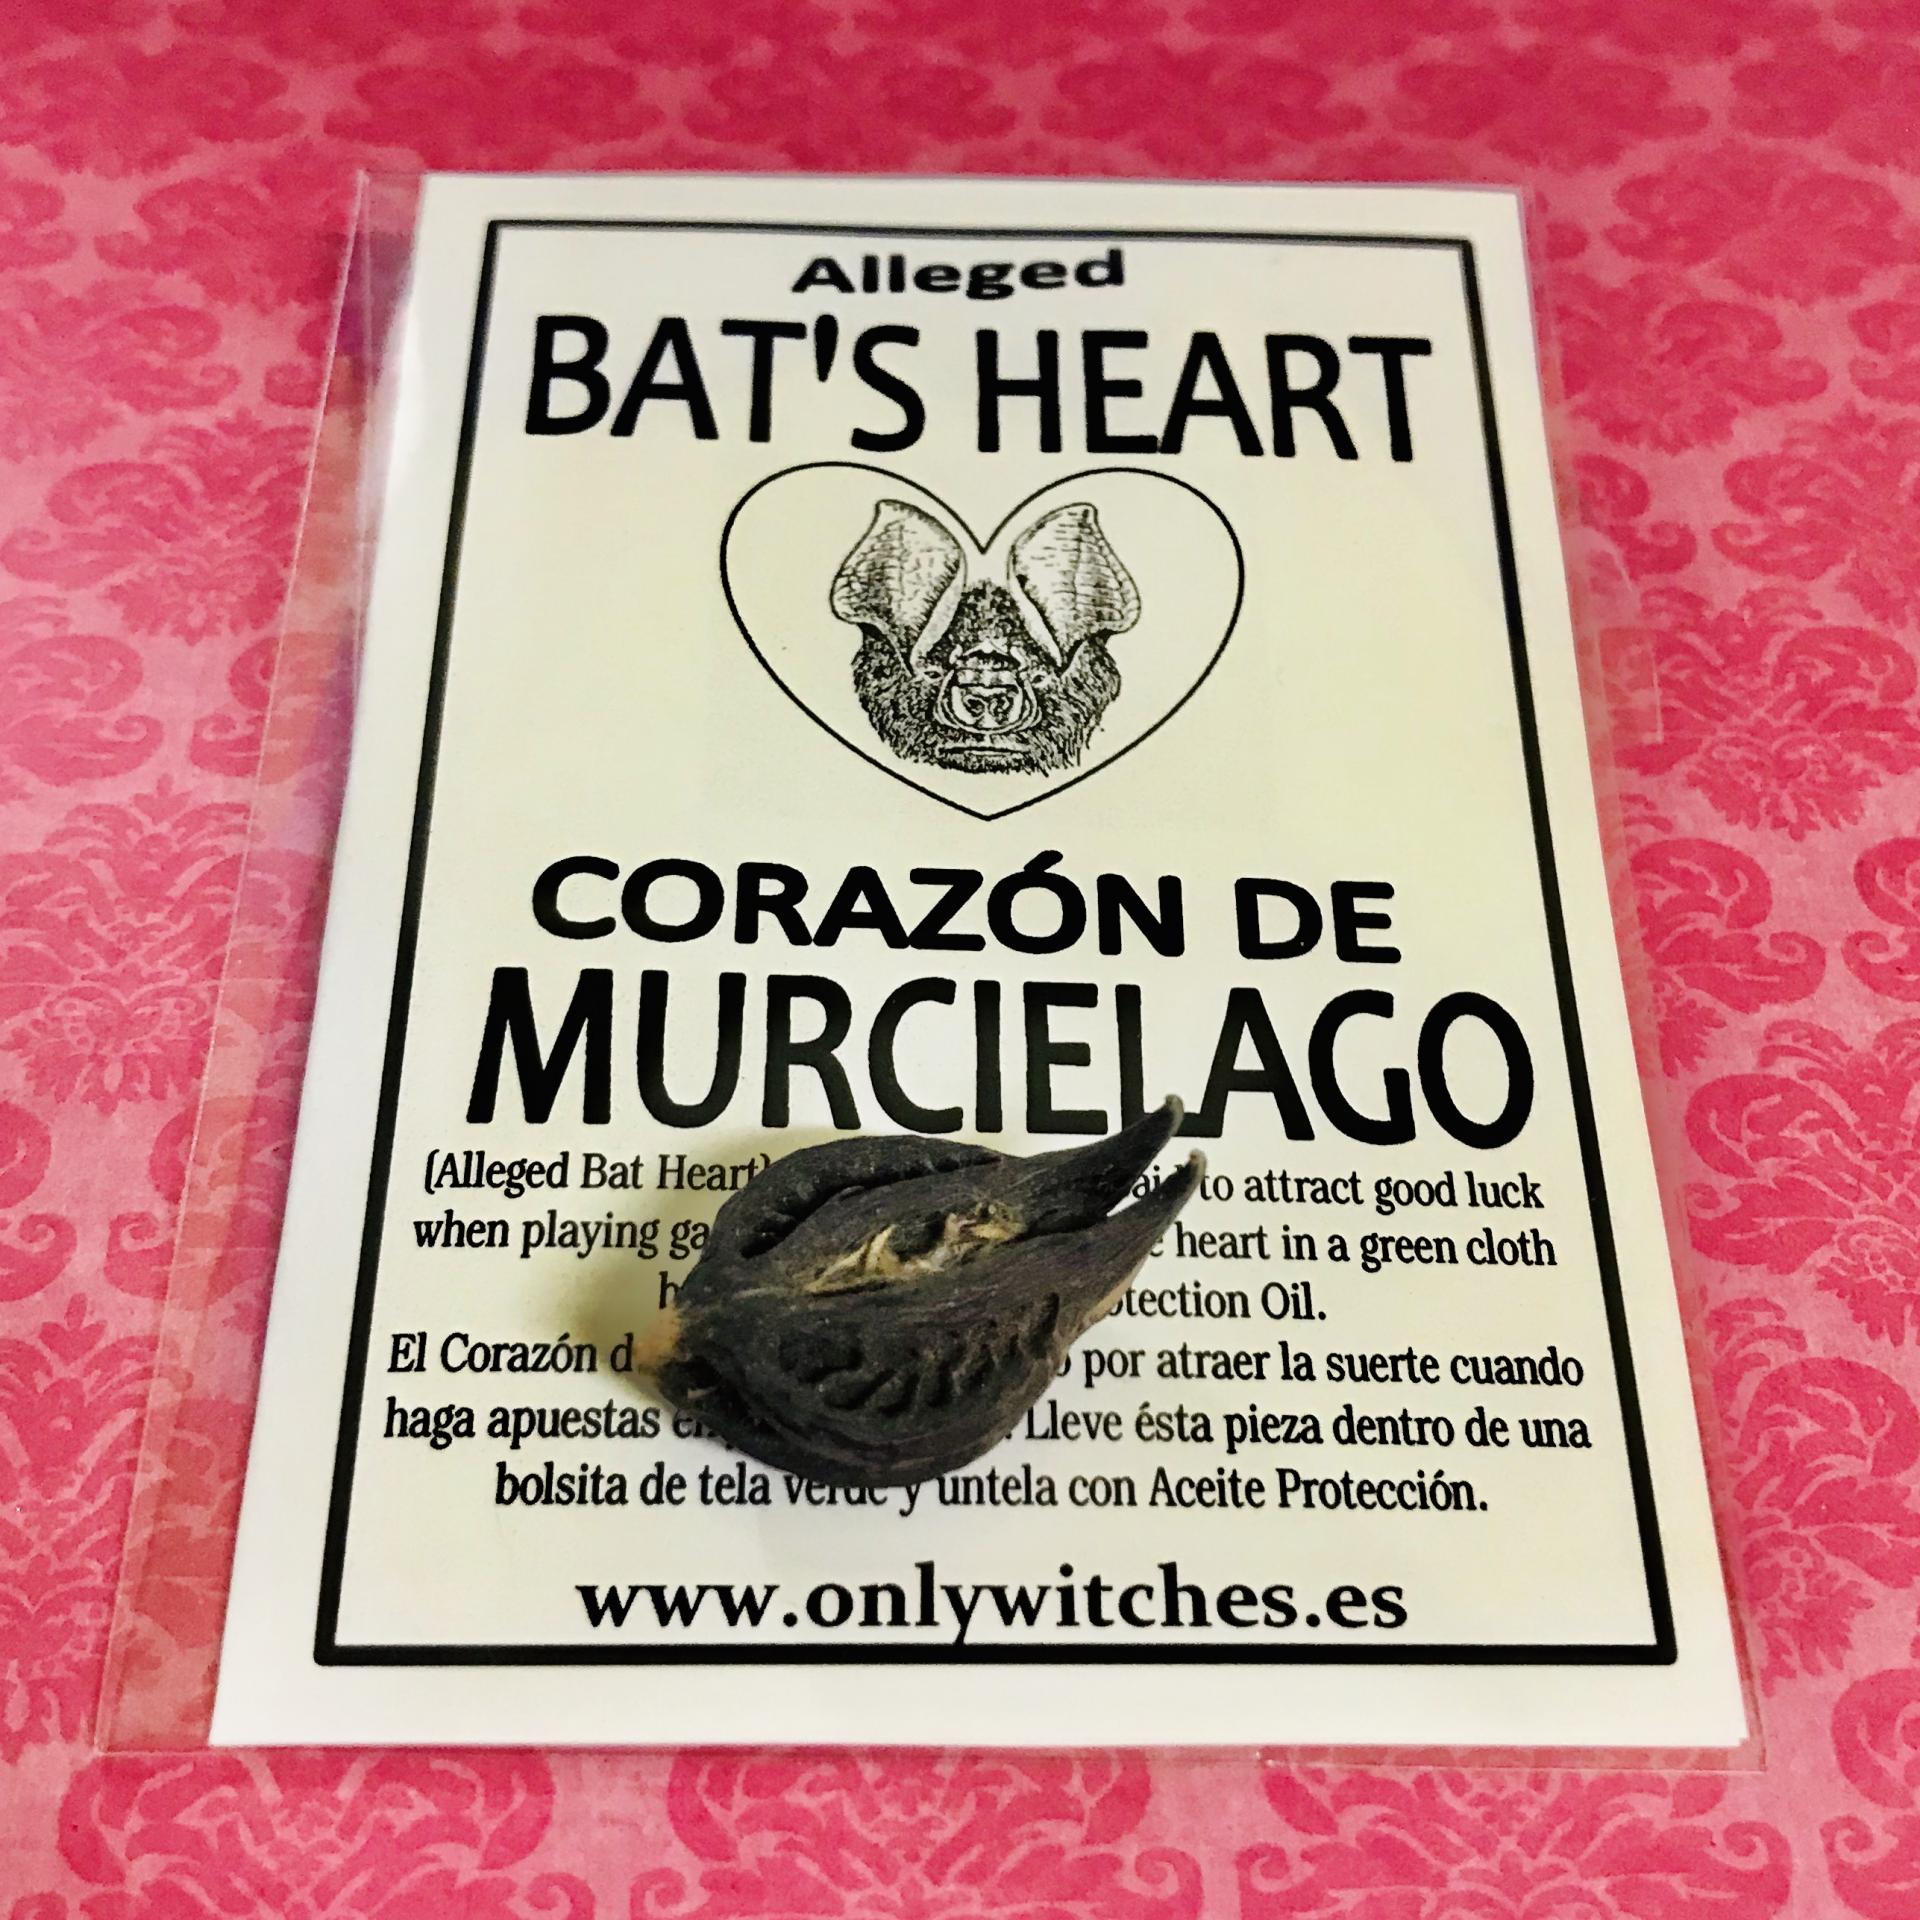 Alleged
BAT'S HEART
CORAZÓN DE
MURCIELAGO
(Alleged Bat Heart) to attract good luck
when playing heart in a green cloth
Oil.
El Corazón por atraer la suerte cuando
haga apuestas Lleve ésta pieza dentro de una
bolsita de tela verde y úntela con Aceite Protección.
www.onlywitches.es